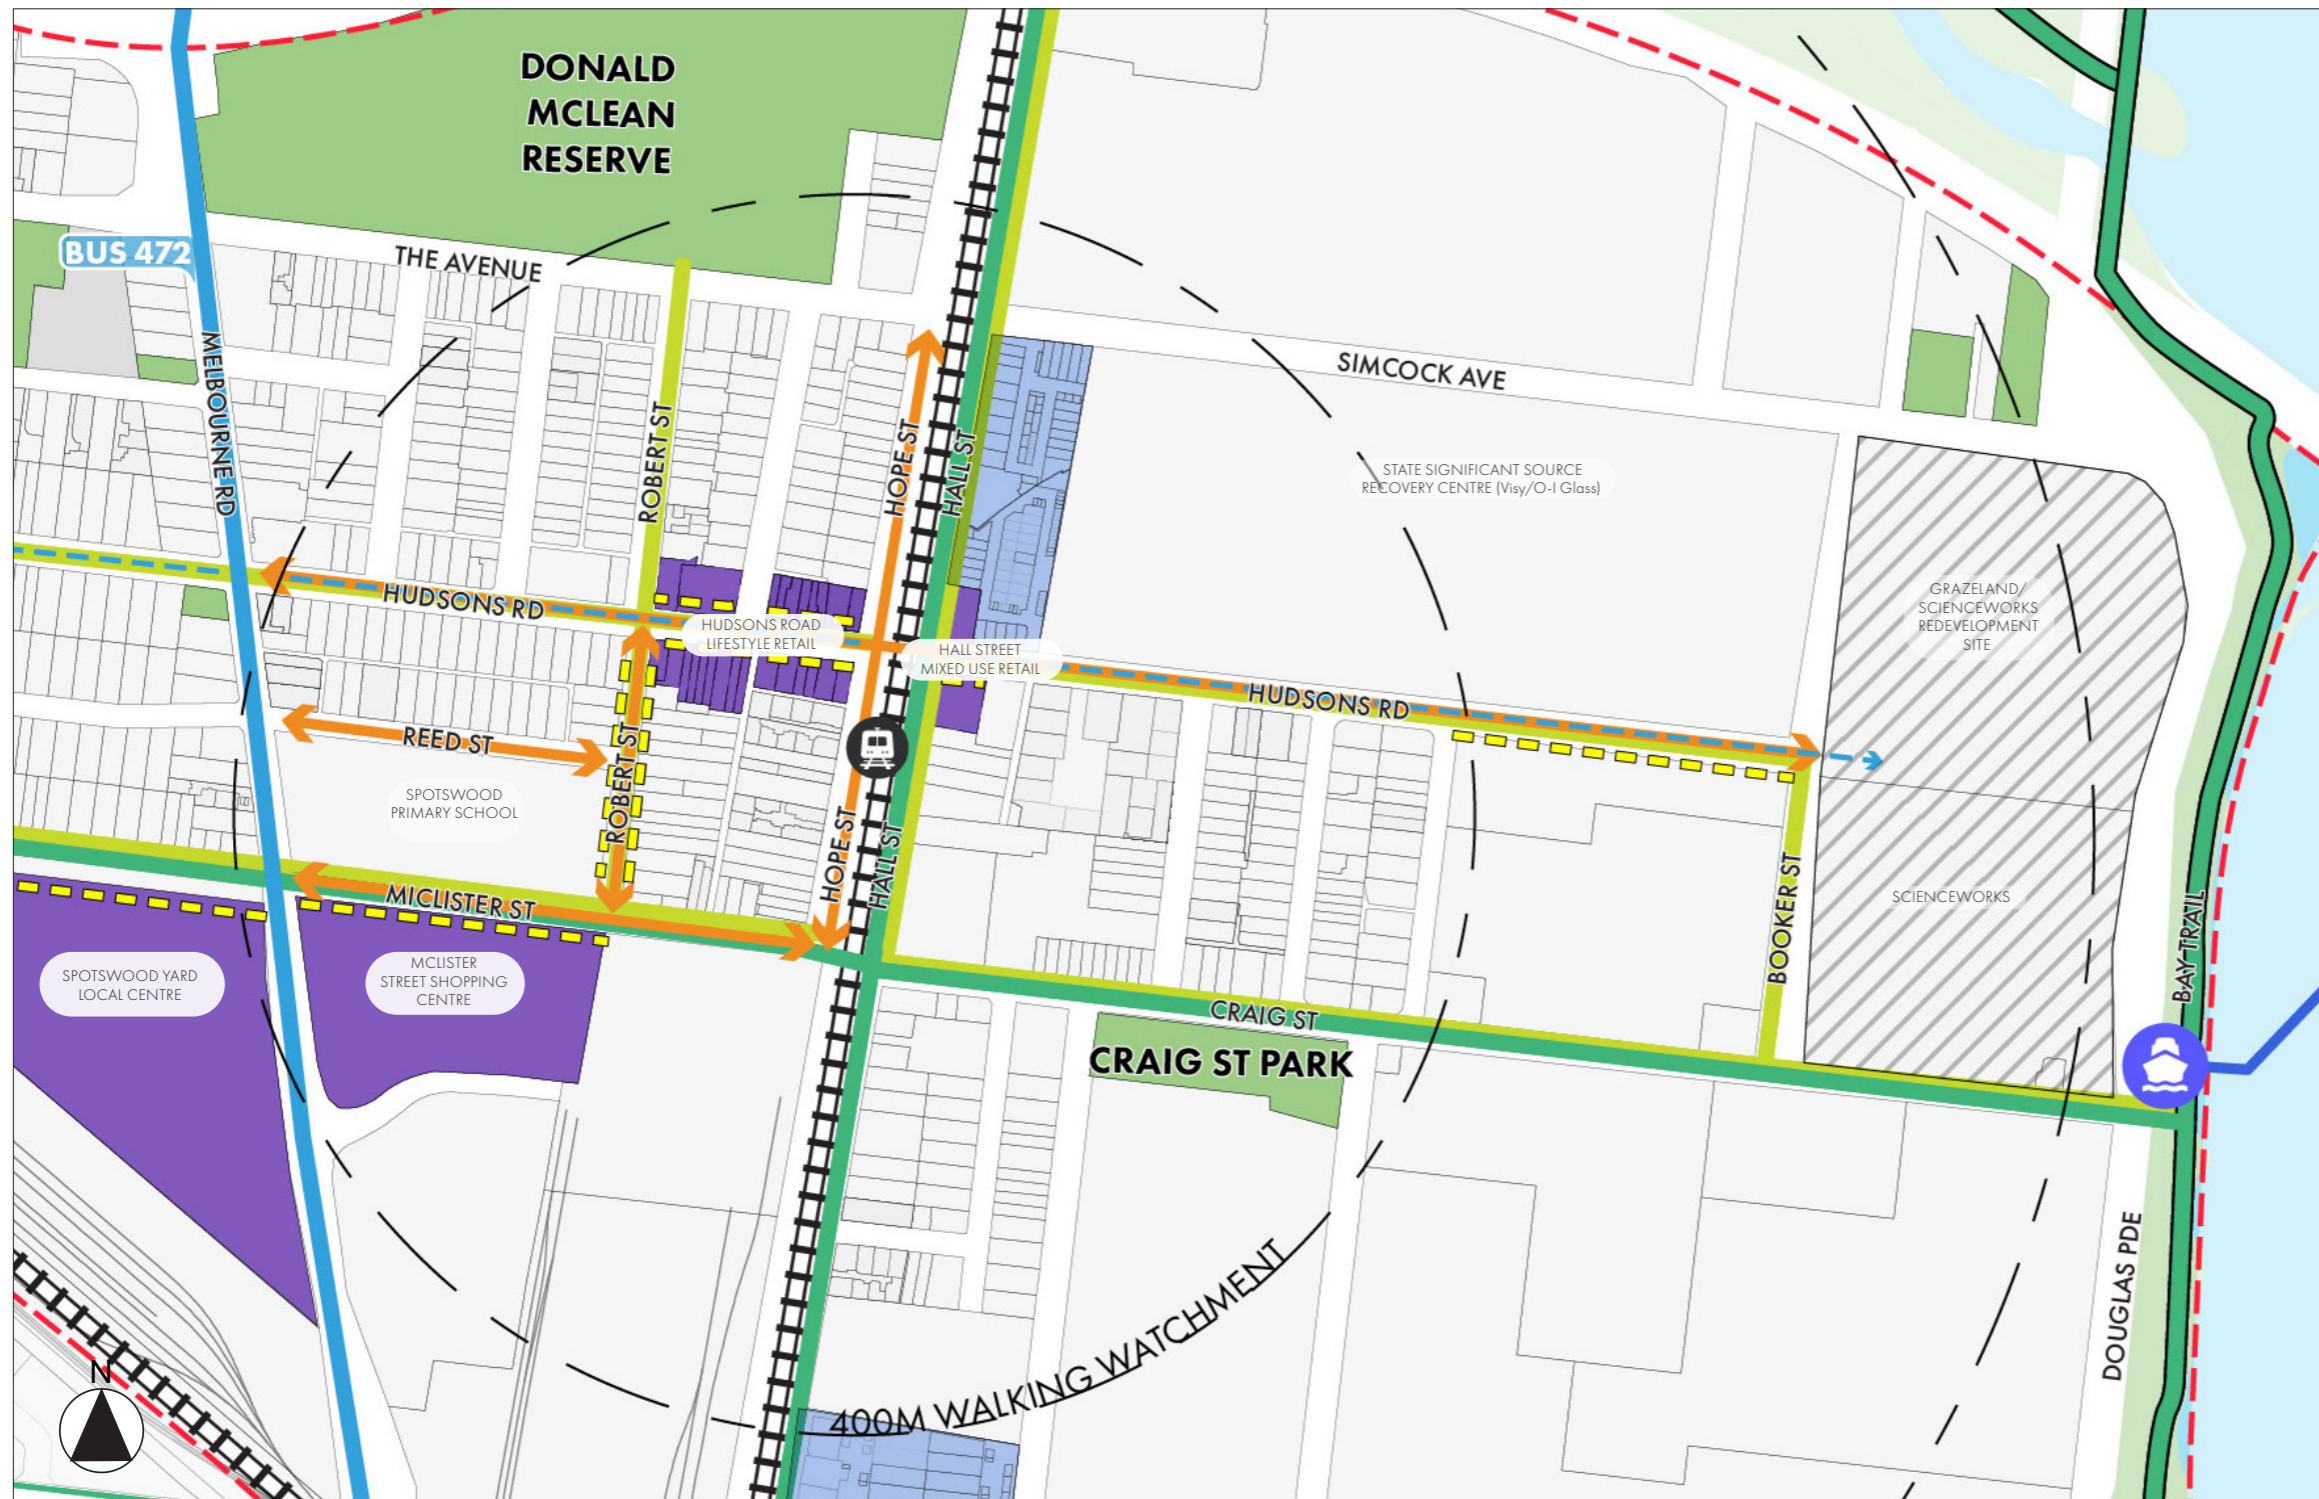 DONALD
MCLEAN
RESERVE
BUS 472
THE AVENUE
MELBOURNE RD
ROBERT ST
HOPE ST
HALL ST
SIMCOCK AVE
STATE SIGNIFICANT SOURCE
RECOVERY CENTRE (Visy/O-I Glass)
GRAZELAND/
SCIENCEWORKS
REDEVELOPMENT
SITE
HUDSONS RD
HUDSONS ROAD
LIFESTYLE RETAIL
HALL STREET
MIXED USE RETAIL
HUDSONS RD
REED ST
ROBERT ST
SPOTSWOOD
PRIMARY SCHOOL
HOPE ST
HALL ST
MICLISTER ST
BOOKER ST
SCIENCEWORKS
BAY TRAIL
SPOTSWOOD YARD
LOCAL CENTRE
MCLISTER
STREET SHOPPING
CENTRE
CRAIG ST
CRAIG ST PARK
DOUGLAS PDE
400M WALKING WATCHMENT
N